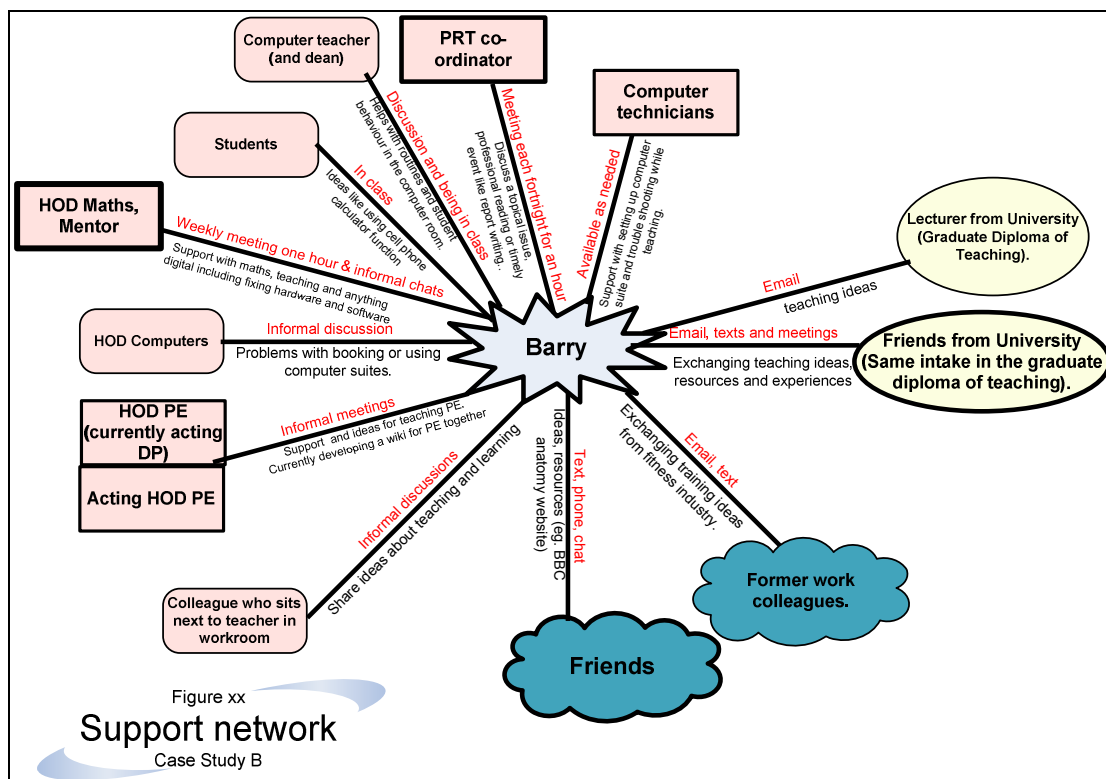 Computer teacher
(and dean)
PRT co-
ordinator
Computer
technicians
Students
HOD Maths,
Mentor
HOD Computers
HOD PE
(currently acting
DP)
Acting HOD PE
Colleague who sits
next to teacher in
workroom
Friends
Former work
colleagues.
Friends from University
(Same intake in the graduate
diploma of teaching).
Lecturer from University
(Graduate Diploma of
Teaching).
Barry
Discussion and being in class
Helps with routines and student
behaviour in the computer room.
Meeting each fortnight for an hour
Discuss a topical issue,
professional reading or timely
event like report writing..
Available as needed
Support with setting up computer
suite and trouble shooting while
teaching.
In class
Ideas like using cell phone
calculator function
Weekly meeting one hour & informal chats
Support with maths, teaching and anything
digital including fixing hardware and software
Informal discussion
Problems with booking or using
computer suites.
Informal meetings
Support and ideas for teaching PE.
Currently developing a wiki for PE together
Informal discussions
Share ideas about teaching and learning
Text, phone, chat
Ideas, resources (eg. BBC
anatomy website)
Email, text
Exchanging training ideas
from fitness industry.
Email, texts and meetings
Exchanging teaching ideas,
resources and experiences
Email
teaching ideas
Figure xx
Support network
Case Study B